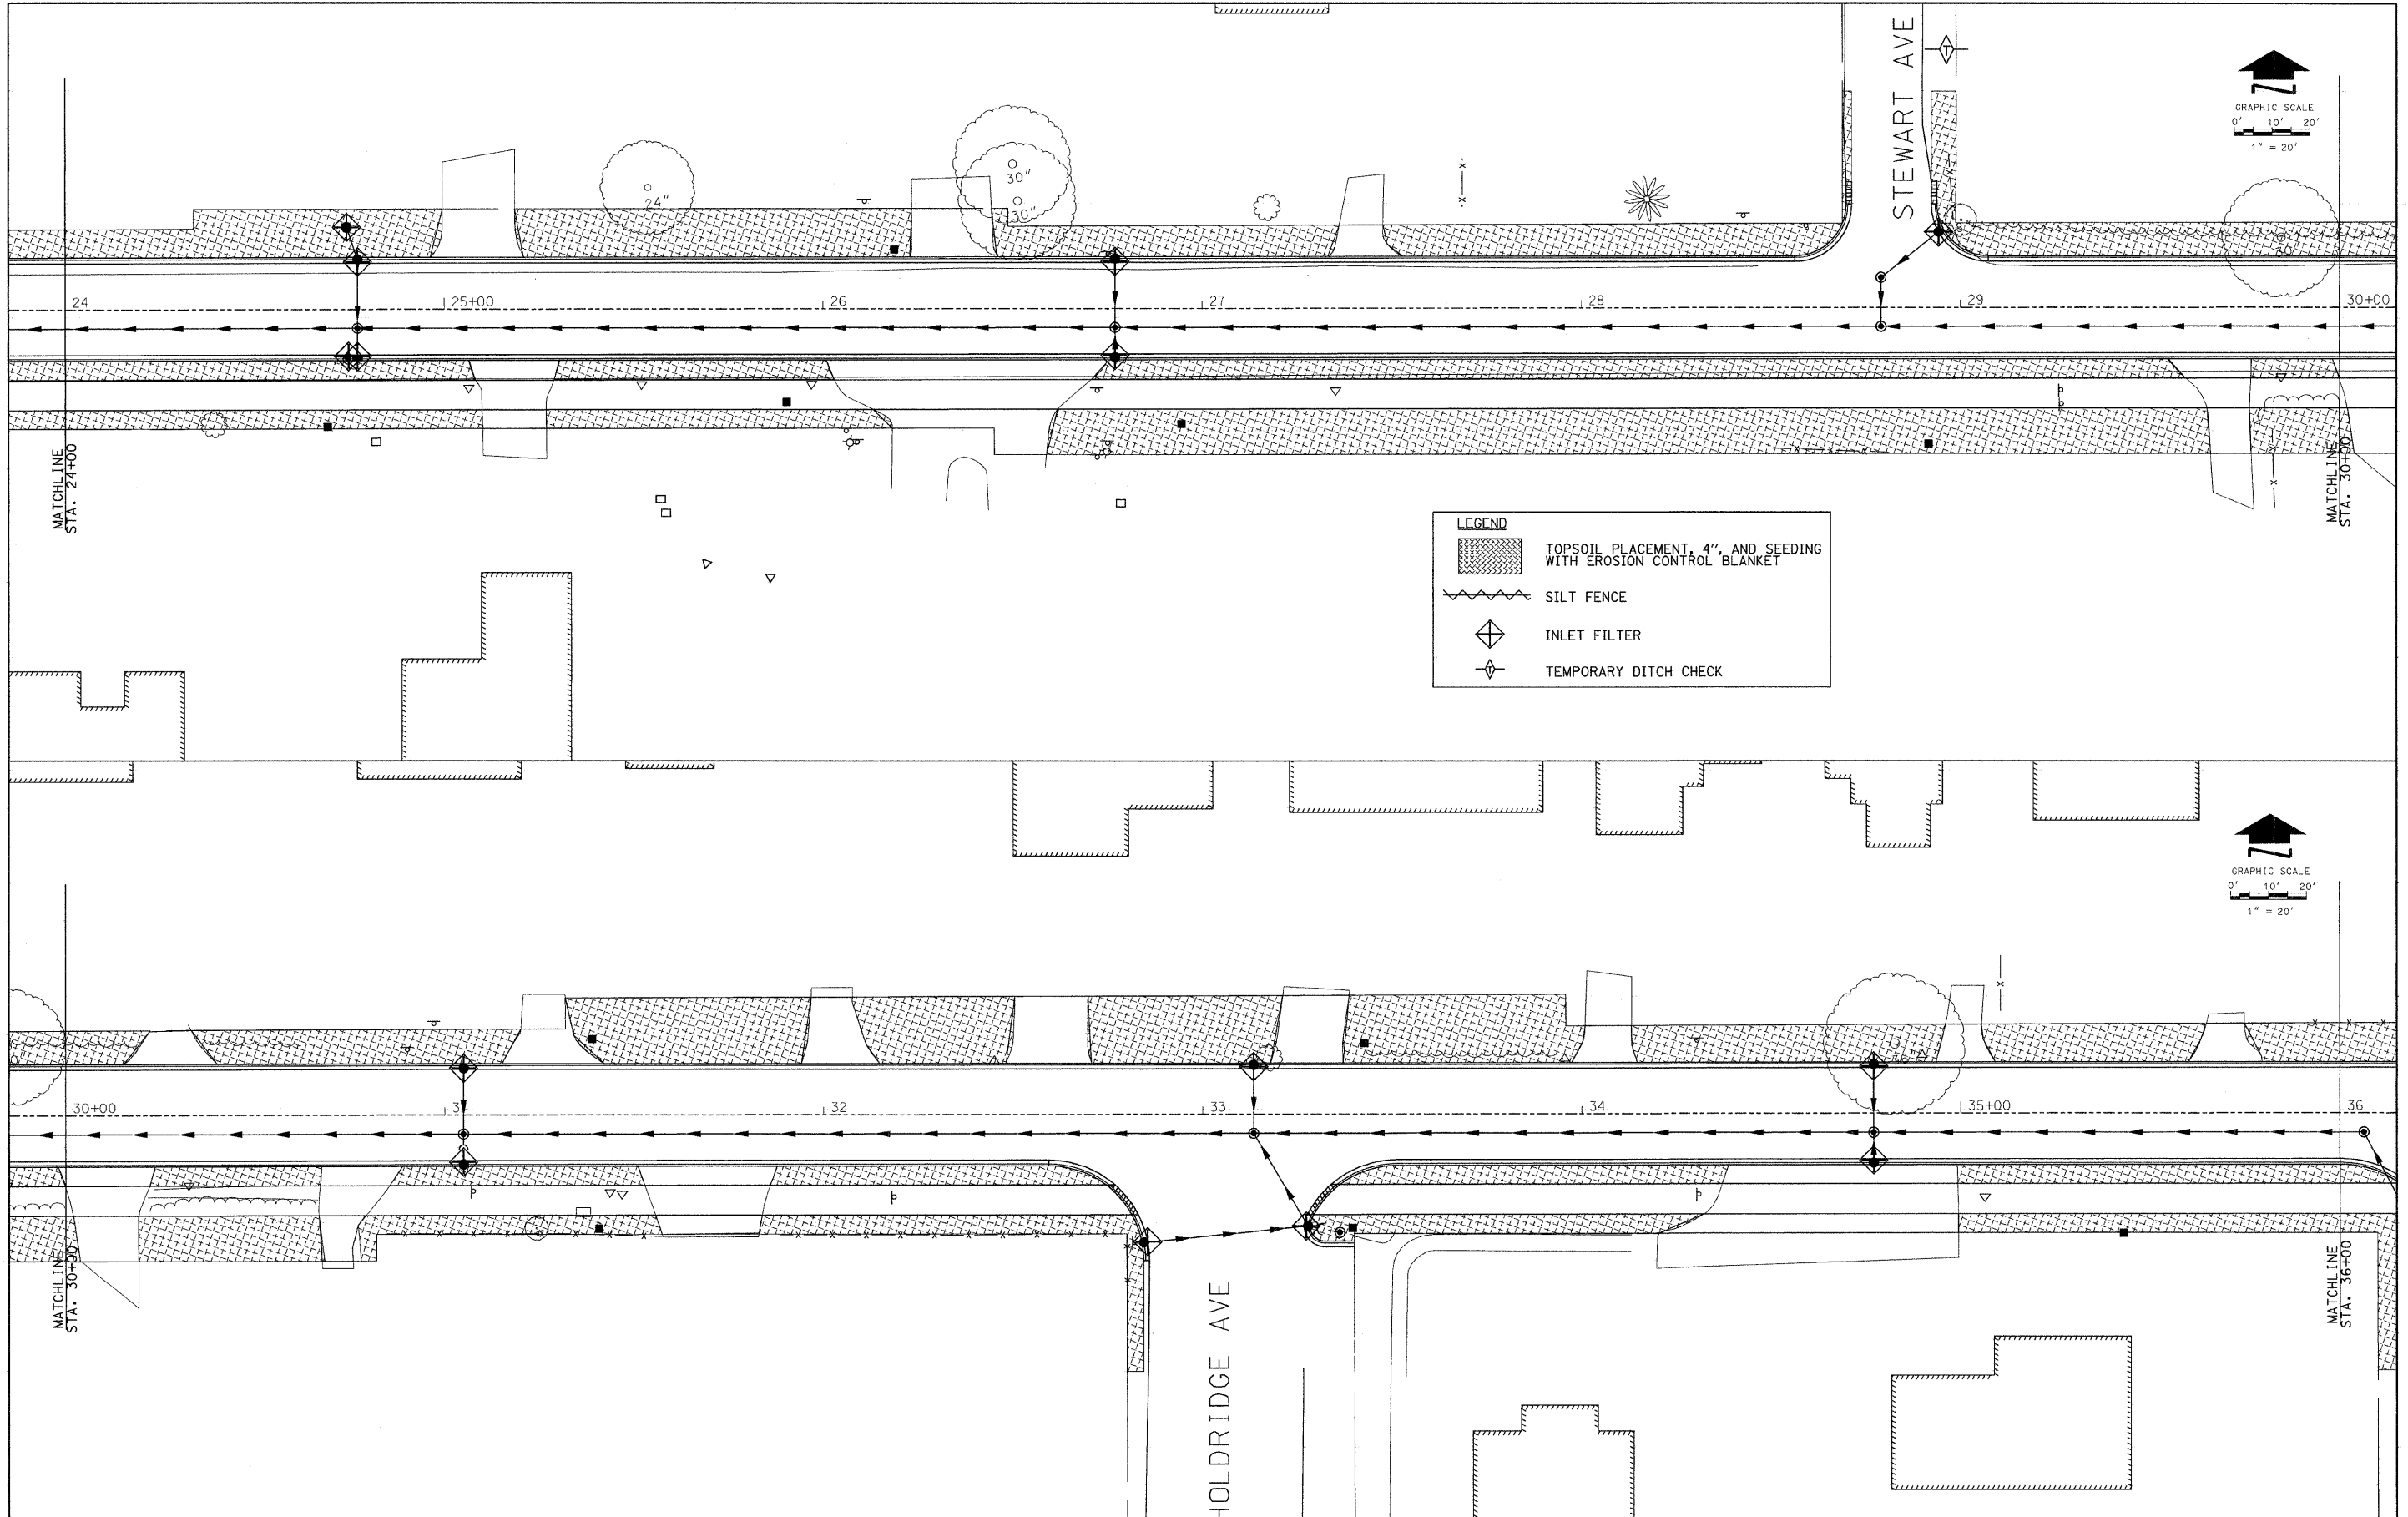 STEWART AVE
T
GRAPHIC SCALE
0' 10' 20'
1" = 20'
24"
30"
30"
24 25+00 26 27 28 29 30+00
MATCHLINE
STA. 24+00
MATCHLINE
STA. 30+00
LEGEND
TOPSOIL PLACEMENT, 4", AND SEEDING
WITH EROSION CONTROL BLANKET
SILT FENCE
INLET FILTER
T TEMPORARY DITCH CHECK
GRAPHIC SCALE
0' 10' 20'
1" = 20'
36"
30+00 31 32 33 34 35+00 36
MATCHLINE
STA. 30+00
MATCHLINE
STA. 36+00
HOLDRIDGE AVE